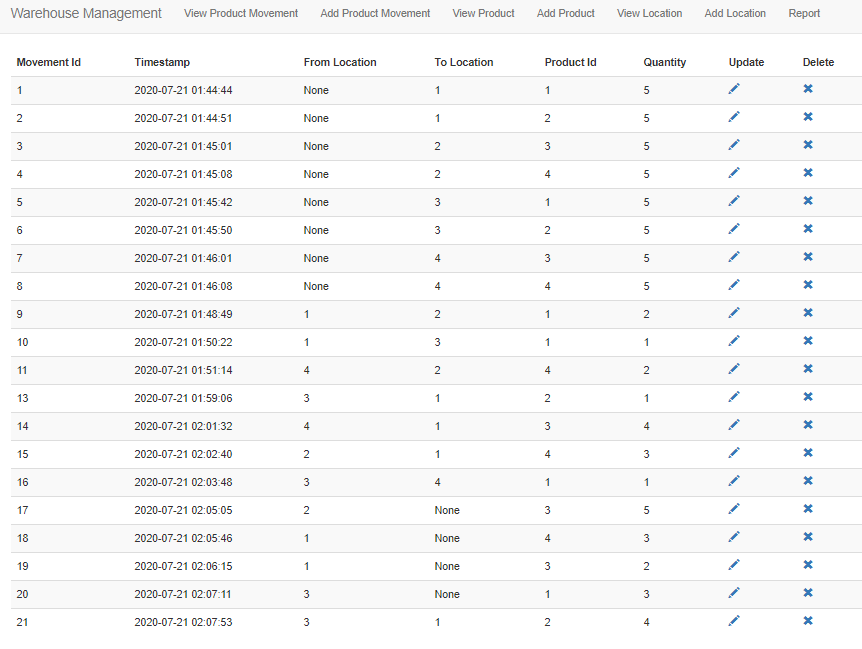 Warehouse Management View Product Movement Add Product Movement View Product Add Product View Location Add Location Report
Movement Id Timestamp From Location To Location Product Id Quantity Update Delete
1 2020-07-21 01:44:44 None 1 1 5
2 2020-07-21 01:44:51 None 1 2 5
3 2020-07-21 01:45:01 None 2 3 5
4 2020-07-21 01:45:08 None 2 4 5
5 2020-07-21 01:45:42 None 3 1 5
6 2020-07-21 01:45:50 None 3 2 5
7 2020-07-21 01:46:01 None 4 3 5
8 2020-07-21 01:46:08 None 4 4 5
9 2020-07-21 01:48:49 1 2 1 2
10 2020-07-21 01:50:22 1 3 1 1
11 2020-07-21 01:51:14 4 2 4 2
13 2020-07-21 01:59:06 3 1 2 1
14 2020-07-21 02:01:32 4 1 3 4
15 2020-07-21 02:02:40 2 1 4 3
16 2020-07-21 02:03:48 3 4 1 1
17 2020-07-21 02:05:05 2 None 3 5
18 2020-07-21 02:05:46 1 None 4 3
19 2020-07-21 02:06:15 1 None 3 2
20 2020-07-21 02:07:11 3 None 1 3
21 2020-07-21 02:07:53 3 1 2 4